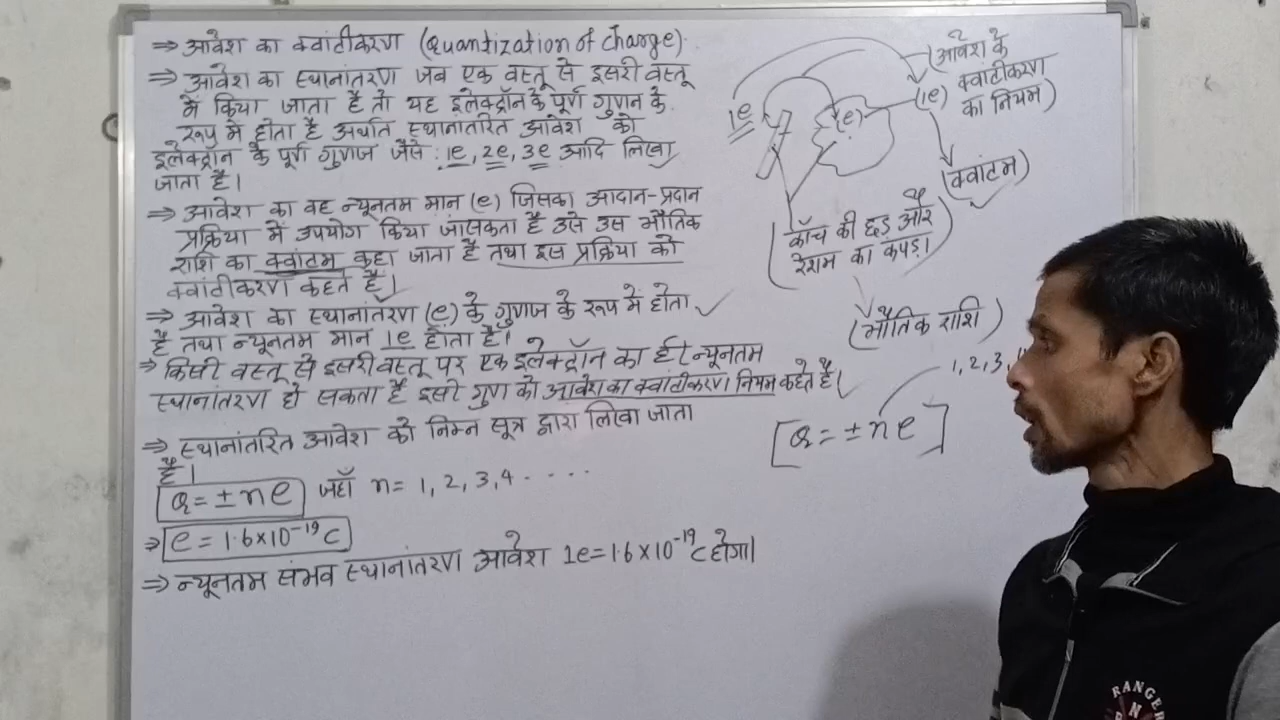 ⇒ आवेश का क्वांटीकरण (Quantization of charge)
⇒ आवेश का स्थानांतरण जब एक वस्तू से दुसरी वस्तू
में किया जाता है तो यह इलेक्ट्रॉन के पूर्ण गुणन के
रूप में होता है अर्थात स्थानांतरित आवेश को
इलेक्ट्रॉन के पूर्ण गुणज जैसे : 1e, 2e, 3e आदि लिखा
जाता है।
⇒ आवेश का वह न्यूनतम मान (e) जिसका आदान-प्रदान
प्रक्रिया में उपयोग किया जासकता है उसे उस भौतिक
राशि का क्वांटम कहा जाता है तथा इस प्रक्रिया को
क्वांटीकरण कहते है।
⇒ आवेश का स्थानांतरण (e) के गुणज के रूप में होता
है तथा न्यूनतम मान 1e होता है।
⇒ किसी वस्तू से दुसरी वस्तू पर एक इलेक्ट्रॉन का ही न्यूनतम
स्थानांतरण हो सकता है इसी गुण को आवेश का क्वांटीकरण नियम कहते है।
⇒ स्थानांतरित आवेश को निम्न सूत्र द्वारा लिखा जाता
है।
Q = ± ne जहाँ n = 1, 2, 3, 4 - - - -
⇒ e = 1.6×10⁻¹⁹ C
⇒ न्यूनतम संभव स्थानांतरण आवेश 1e = 1.6×10⁻¹⁹ C होगा।
(आवेश के
क्वांटीकरण
का नियम)
1e
(e)
(1e)
(क्वांटम)
(काँच की छड़ और
रेशम का कपड़ा)
(भौतिक राशि)
1, 2, 3,
[Q = ± ne]
RANGER
N